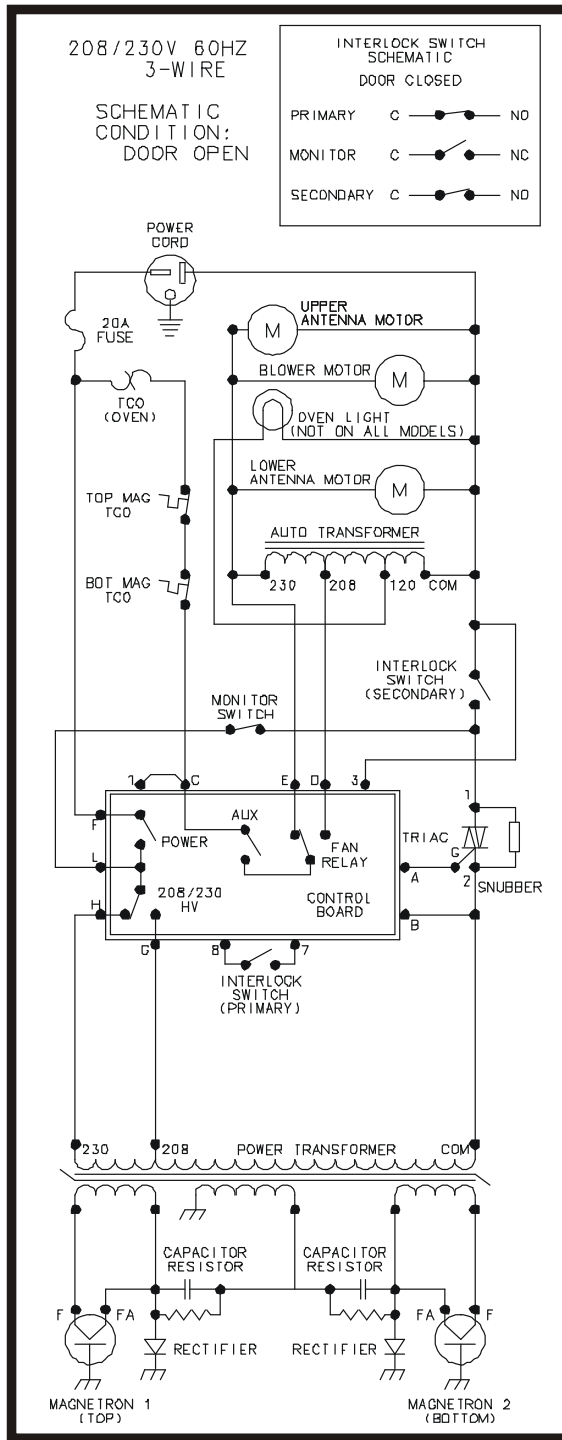 208/230V 60HZ
3-WIRE
SCHEMATIC
CONDITION:
DOOR OPEN
INTERLOCK SWITCH
SCHEMATIC
DOOR CLOSED
PRIMARY C NO
MONITOR C NC
SECONDARY C NO
POWER
CORD
20A
FUSE
UPPER
ANTENNA MOTOR
M
BLOWER MOTOR
M
TCO
(OVEN)
OVEN LIGHT
(NOT ON ALL MODELS)
LOWER
ANTENNA MOTOR
M
TOP MAG
TCO
AUTO TRANSFORMER
230 208 120 COM
BOT MAG
TCO
INTERLOCK
SWITCH
(SECONDARY)
MONITOR
SWITCH
1 C E D 3
1
F
POWER
AUX
FAN
RELAY
TRIAC
G
L
A
2
SNUBBER
H
208/230
HV
CONTROL
BOARD
B
G 8 7
INTERLOCK
SWITCH
(PRIMARY)
230 208 POWER TRANSFORMER COM
CAPACITOR
RESISTOR
CAPACITOR
RESISTOR
F FA
FA F
RECTIFIER
RECTIFIER
MAGNETRON 1
(TOP)
MAGNETRON 2
(BOTTOM)